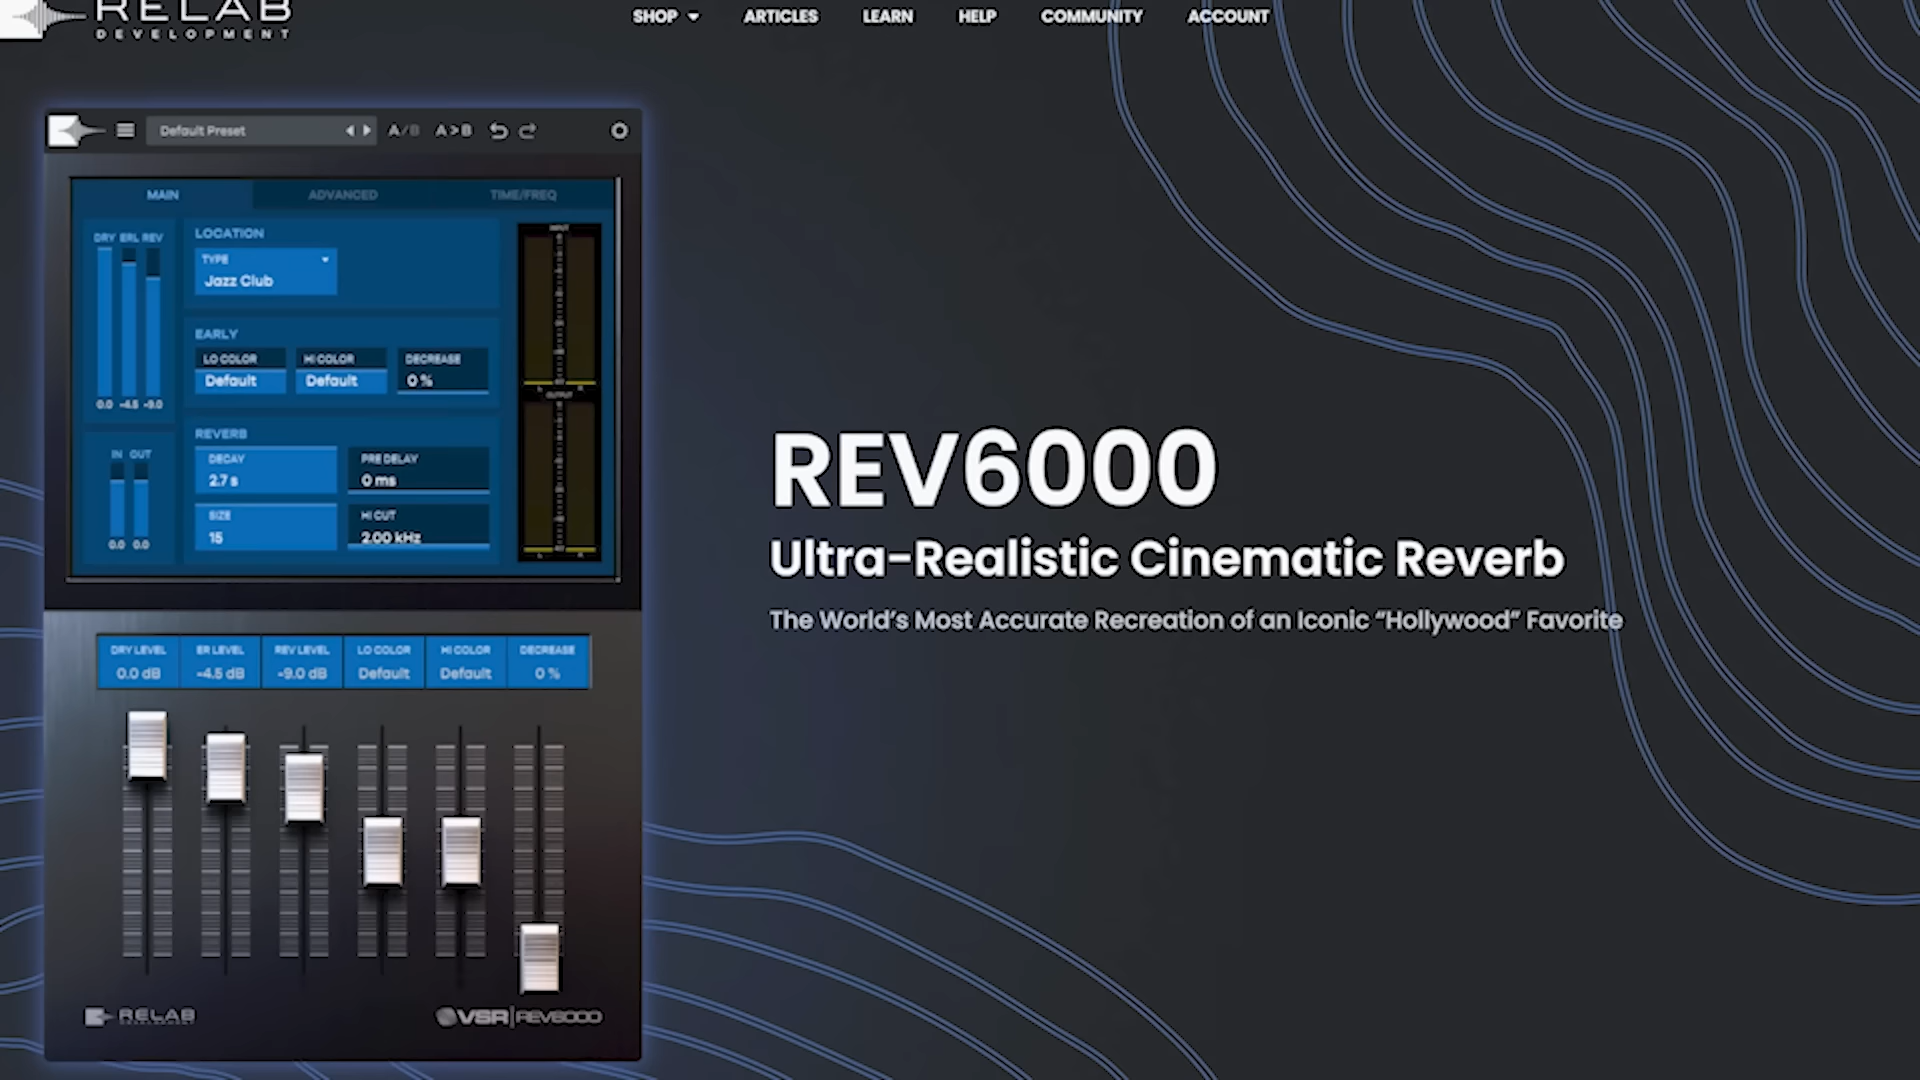 RELAB
DEVELOPMENT
SHOP ARTICLES LEARN HELP COMMUNITY ACCOUNT
Default Preset A/B A>B
MAIN ADVANCED TIME/FREQ
DRY ERL REV
0.0 -4.5 -9.0
IN OUT
0.0 0.0
LOCATION
TYPE
Jazz Club
EARLY
LO COLOR HI COLOR DECREASE
Default Default 0 %
REVERB
DECAY PRE DELAY
2.7 s 0 ms
SIZE HI CUT
15 2.00 kHz
INPUT
L R
OUTPUT
L R
REV6000
Ultra-Realistic Cinematic Reverb
The World's Most Accurate Recreation of an Iconic “Hollywood” Favorite
DRY LEVEL ER LEVEL REV LEVEL LO COLOR HI COLOR DECREASE
0.0 dB -4.5 dB -9.0 dB Default Default 0 %
RELAB
VSR|REV6000